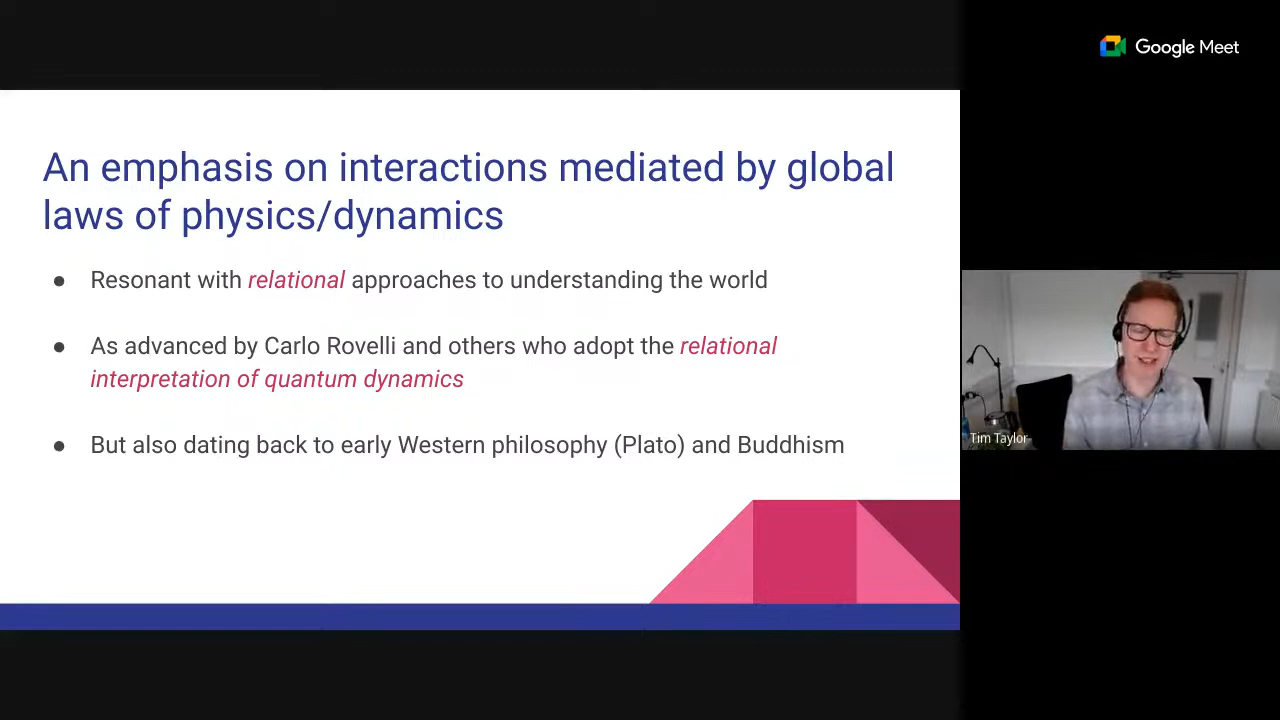 Google Meet
An emphasis on interactions mediated by global
laws of physics/dynamics
● Resonant with relational approaches to understanding the world
● As advanced by Carlo Rovelli and others who adopt the relational
interpretation of quantum dynamics
● But also dating back to early Western philosophy (Plato) and Buddhism
Tim Taylor